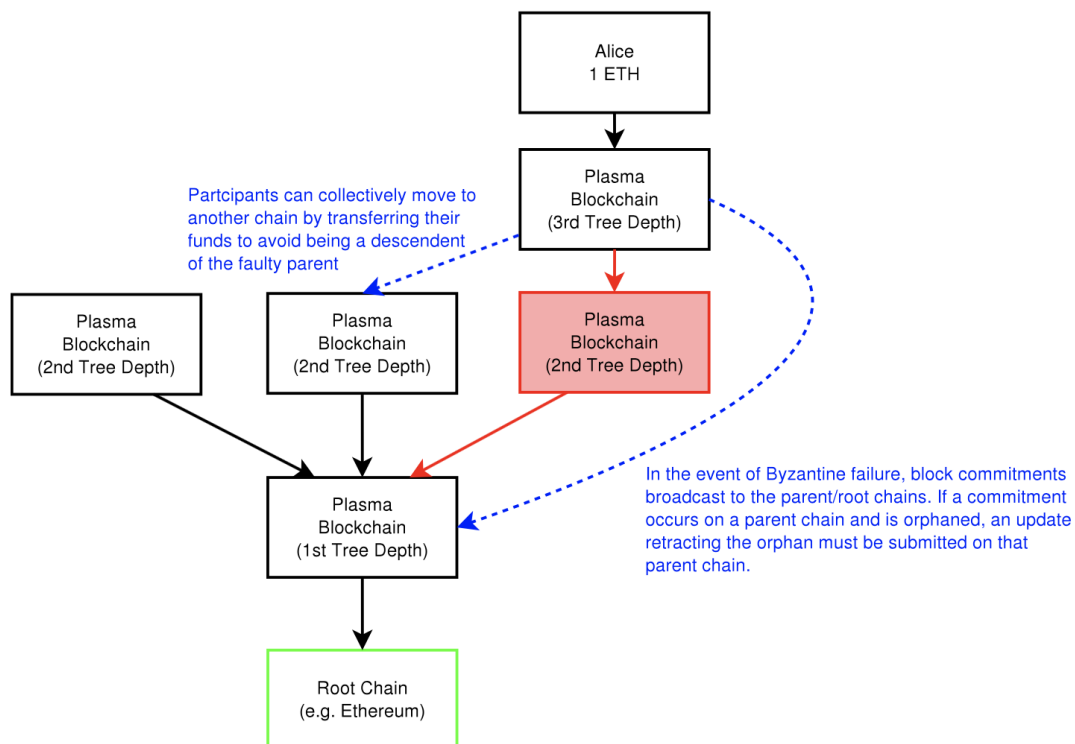 Alice
1 ETH
Plasma
Blockchain
(3rd Tree Depth)
Partcipants can collectively move to
another chain by transferring their
funds to avoid being a descendent
of the faulty parent
Plasma
Blockchain
(2nd Tree Depth)
Plasma
Blockchain
(2nd Tree Depth)
Plasma
Blockchain
(2nd Tree Depth)
In the event of Byzantine failure, block commitments
broadcast to the parent/root chains. If a commitment
occurs on a parent chain and is orphaned, an update
retracting the orphan must be submitted on that
parent chain.
Plasma
Blockchain
(1st Tree Depth)
Root Chain
(e.g. Ethereum)